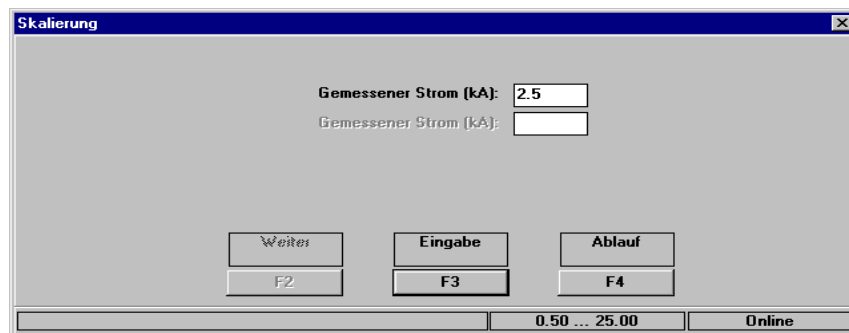 Skalierung
Gemessener Strom (kA): 2.5
Gemessener Strom (kA):
Weiter Eingabe Ablauf
F2 F3 F4
0.50 ... 25.00 Online